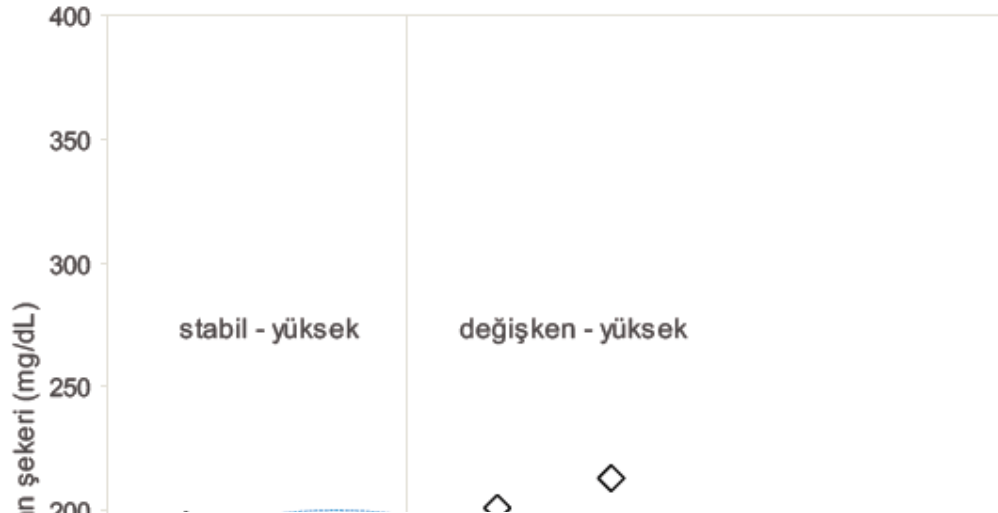 400
350
300
stabil - yüksek
değişken - yüksek
250
200
şekeri (mg/dL)